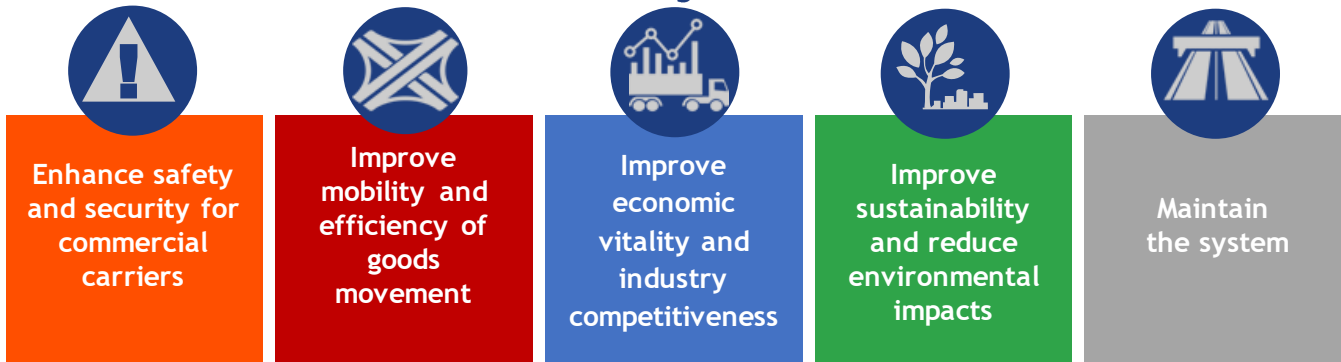 Enhance safety
and security for
commercial
carriers
Improve
mobility and
efficiency of
goods
movement
Improve
economic
vitality and
industry
competitiveness
Improve
sustainability
and reduce
environmental
impacts
Maintain
the system